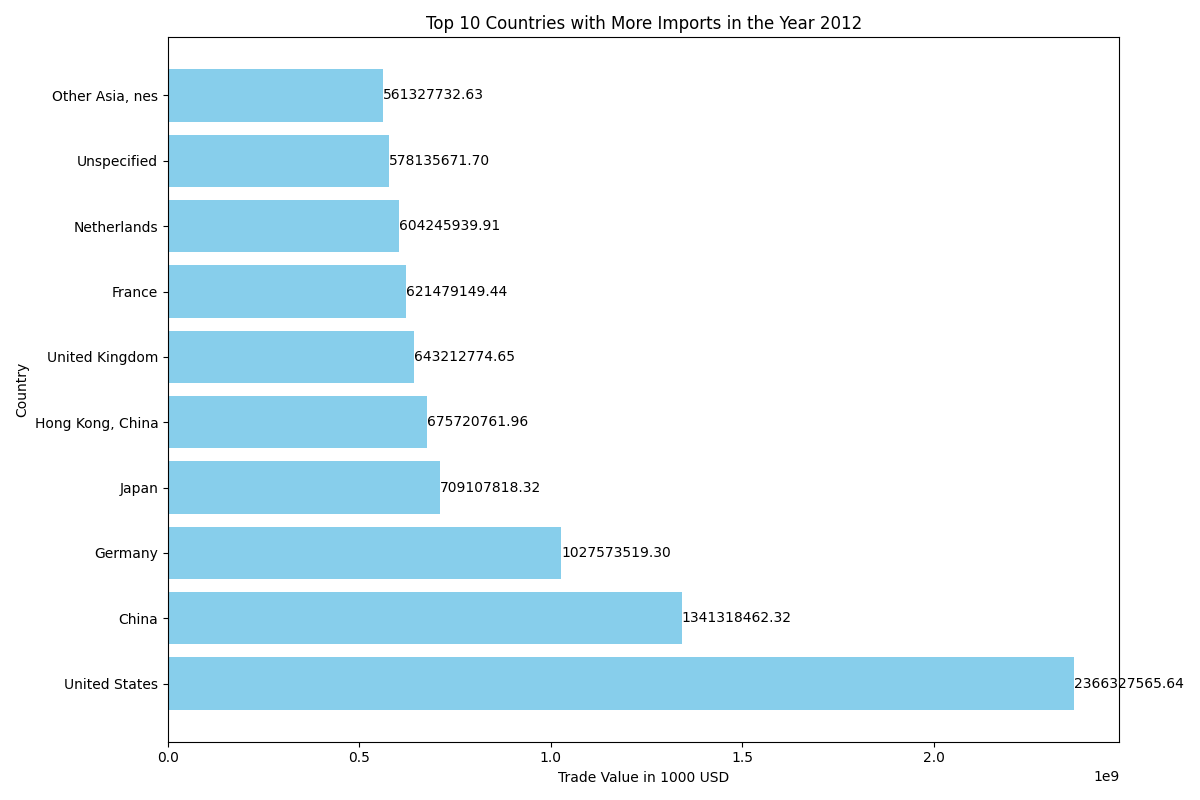 Top 10 Countries with More Imports in the Year 2012
Other Asia, nes 561327732.63
Unspecified 578135671.70
Netherlands 604245939.91
France 621479149.44
United Kingdom 643212774.65
Hong Kong, China 675720761.96
Japan 709107818.32
Germany 1027573519.30
China 1341318462.32
United States 2366327565.64
Country
0.0 0.5 1.0 1.5 2.0
1e9
Trade Value in 1000 USD